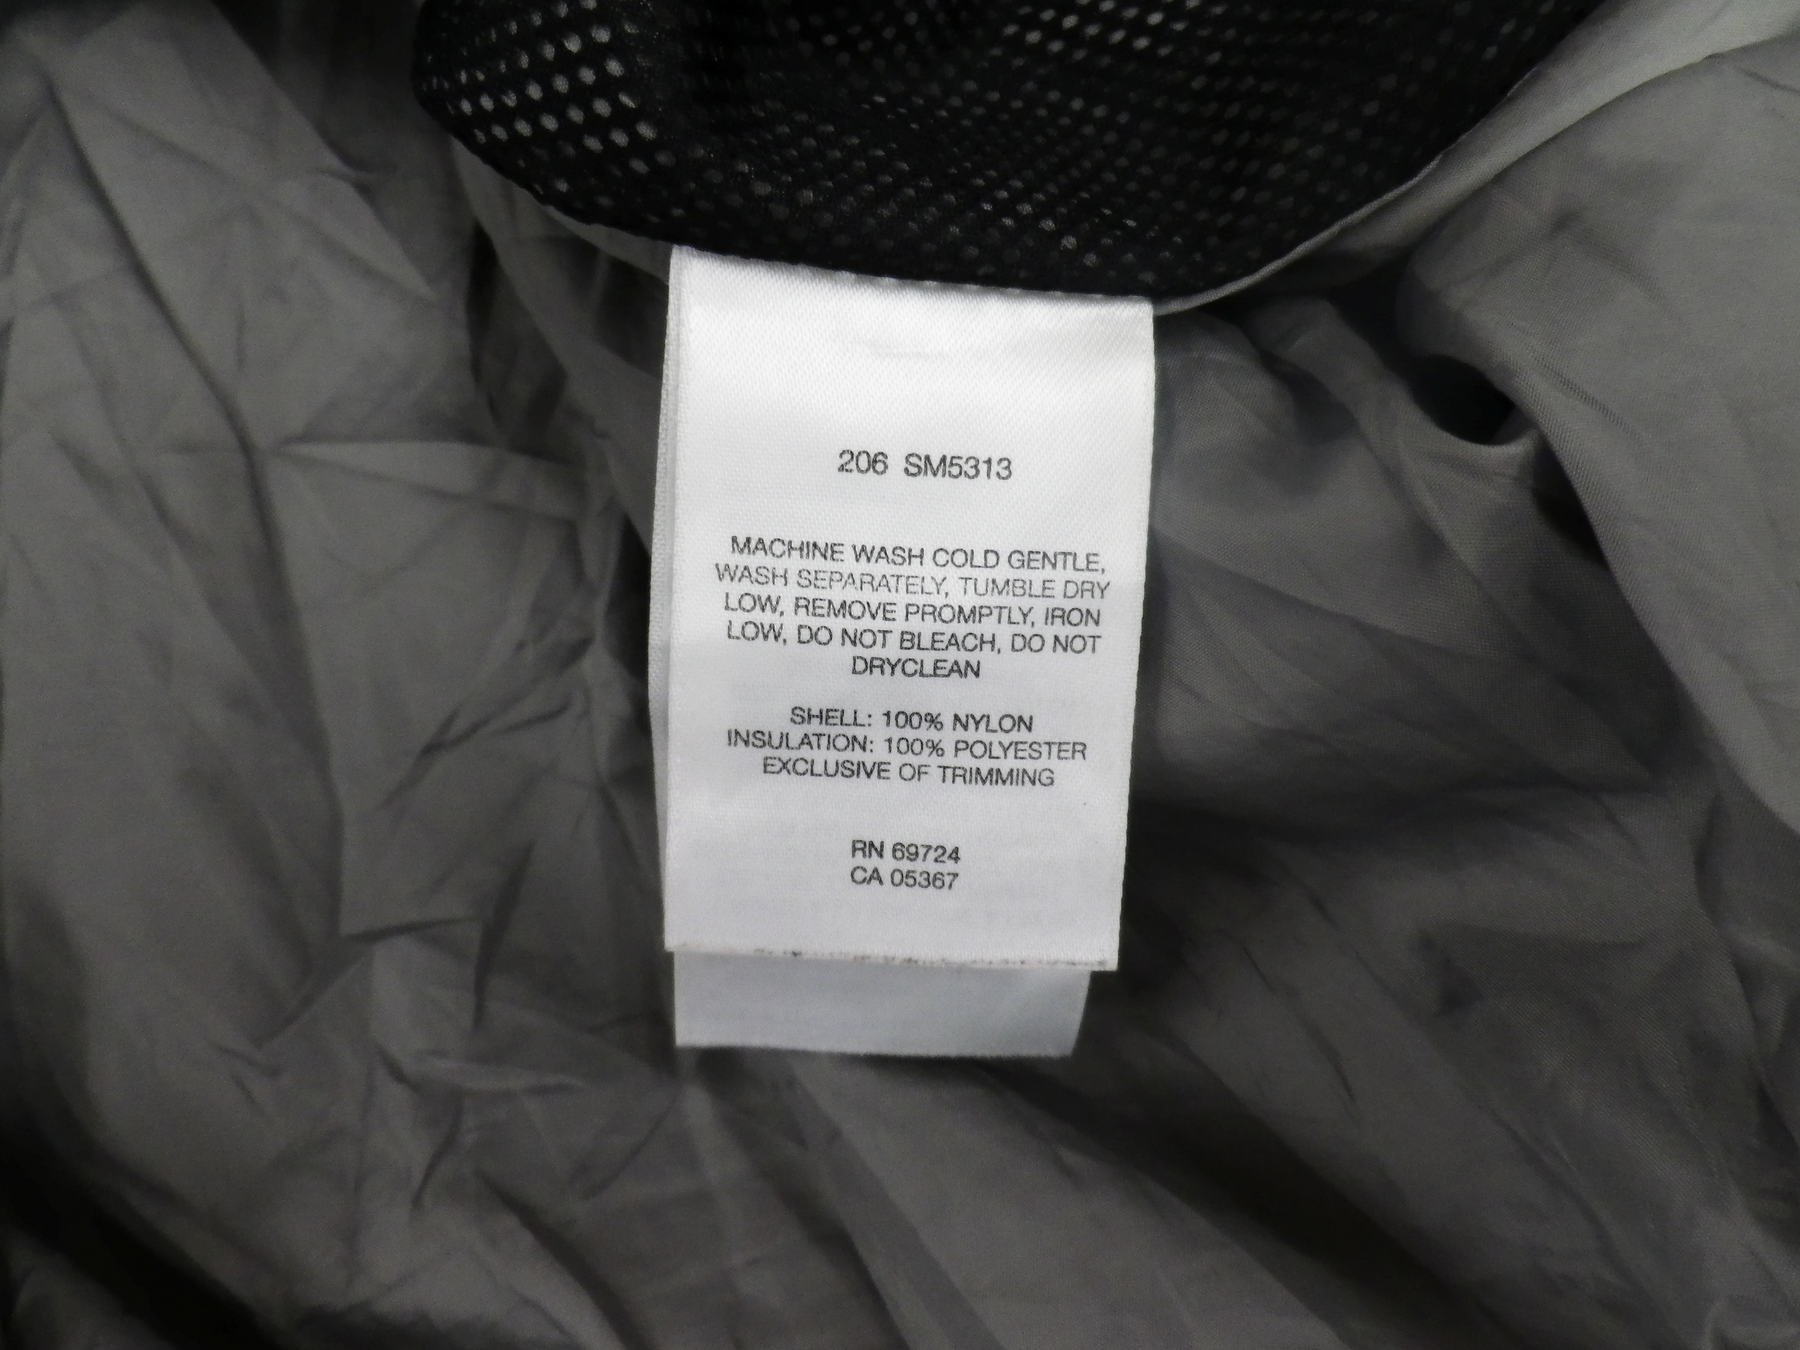 206 SM5313
MACHINE WASH COLD GENTLE,
WASH SEPARATELY, TUMBLE DRY
LOW, REMOVE PROMPTLY, IRON
LOW, DO NOT BLEACH, DO NOT
DRYCLEAN
SHELL: 100% NYLON
INSULATION: 100% POLYESTER
EXCLUSIVE OF TRIMMING
RN 69724
CA 05367